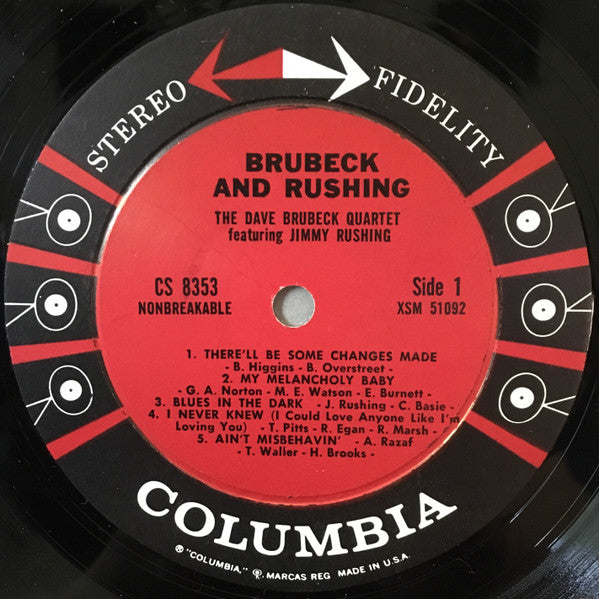 STEREO FIDELITY
BRUBECK
AND RUSHING
THE DAVE BRUBECK QUARTET
featuring JIMMY RUSHING
CS 8353
NONBREAKABLE
Side 1
XSM 51092
1. THERE'LL BE SOME CHANGES MADE
- B. Higgins - B. Overstreet -
2. MY MELANCHOLY BABY
- G. A. Norton - M. E. Watson - E. Burnett -
3. BLUES IN THE DARK - J. Rushing - C. Basie -
4. I NEVER KNEW (I Could Love Anyone Like I'm
Loving You) - T. Pitts - R. Egan - R. Marsh -
5. AIN'T MISBEHAVIN' - A. Razaf
- T. Waller - H. Brooks -
COLUMBIA
® "COLUMBIA," ® MARCAS REG MADE IN U.S.A.